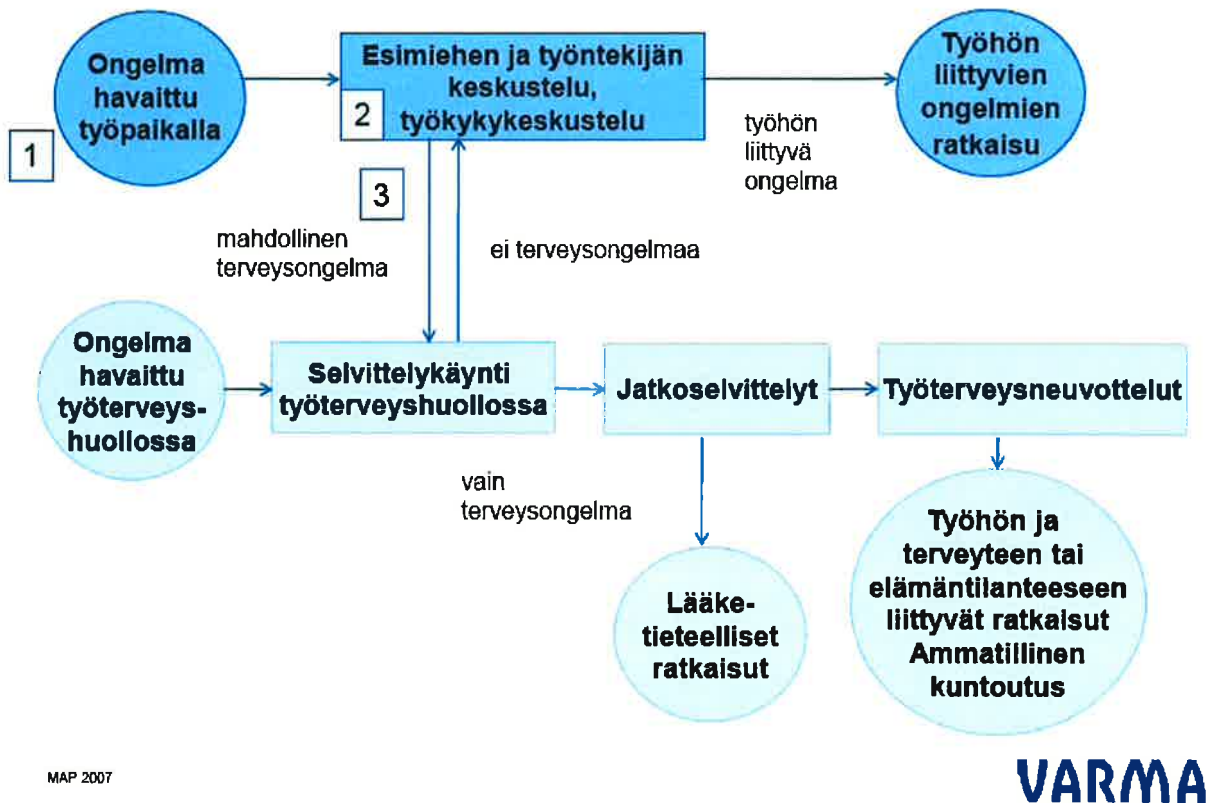 Ongelma
havaittu
työpaikalla
1
Esimiehen ja työntekijän
keskustelu,
työkykykeskustelu
2
Työhön
liittyvien
ongelmien
ratkaisu
työhön
liittyvä
ongelma
3
mahdollinen
terveysongelma
ei terveysongelmaa
Ongelma
havaittu
työterveys-
huollossa
Selvittelykäynti
työterveyshuollossa
Jatkoselvittelyt
Työterveysneuvottelut
vain
terveysongelma
Lääke-
tieteelliset
ratkaisut
Työhön ja
terveyteen tai
elämäntilanteeseen
liittyvät ratkaisut
Ammatillinen
kuntoutus
MAP 2007
VARMA